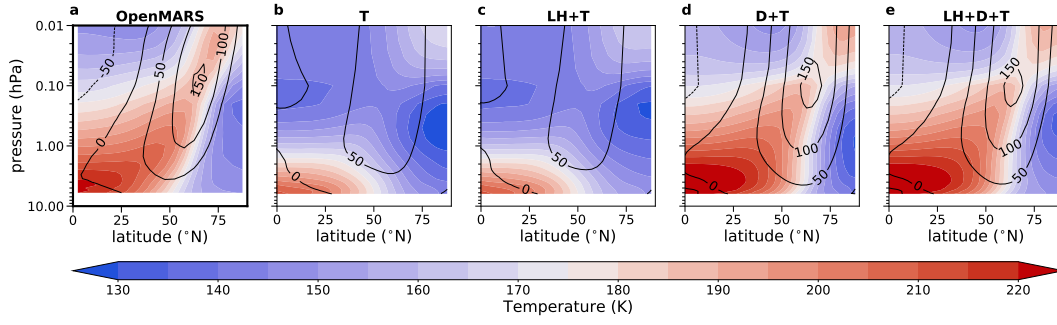 a OpenMARS
b T
c LH+T
d D+T
e LH+D+T
pressure (hPa)
0.01
0.10
1.00
10.00
-50
0
50
100
150
50
0
50
0
150
100
50
0
150
100
50
0
0 25 50 75
0 25 50 75
0 25 50 75
0 25 50 75
0 25 50 75
latitude (°N)
latitude (°N)
latitude (°N)
latitude (°N)
latitude (°N)
130 140 150 160 170 180 190 200 210 220
Temperature (K)